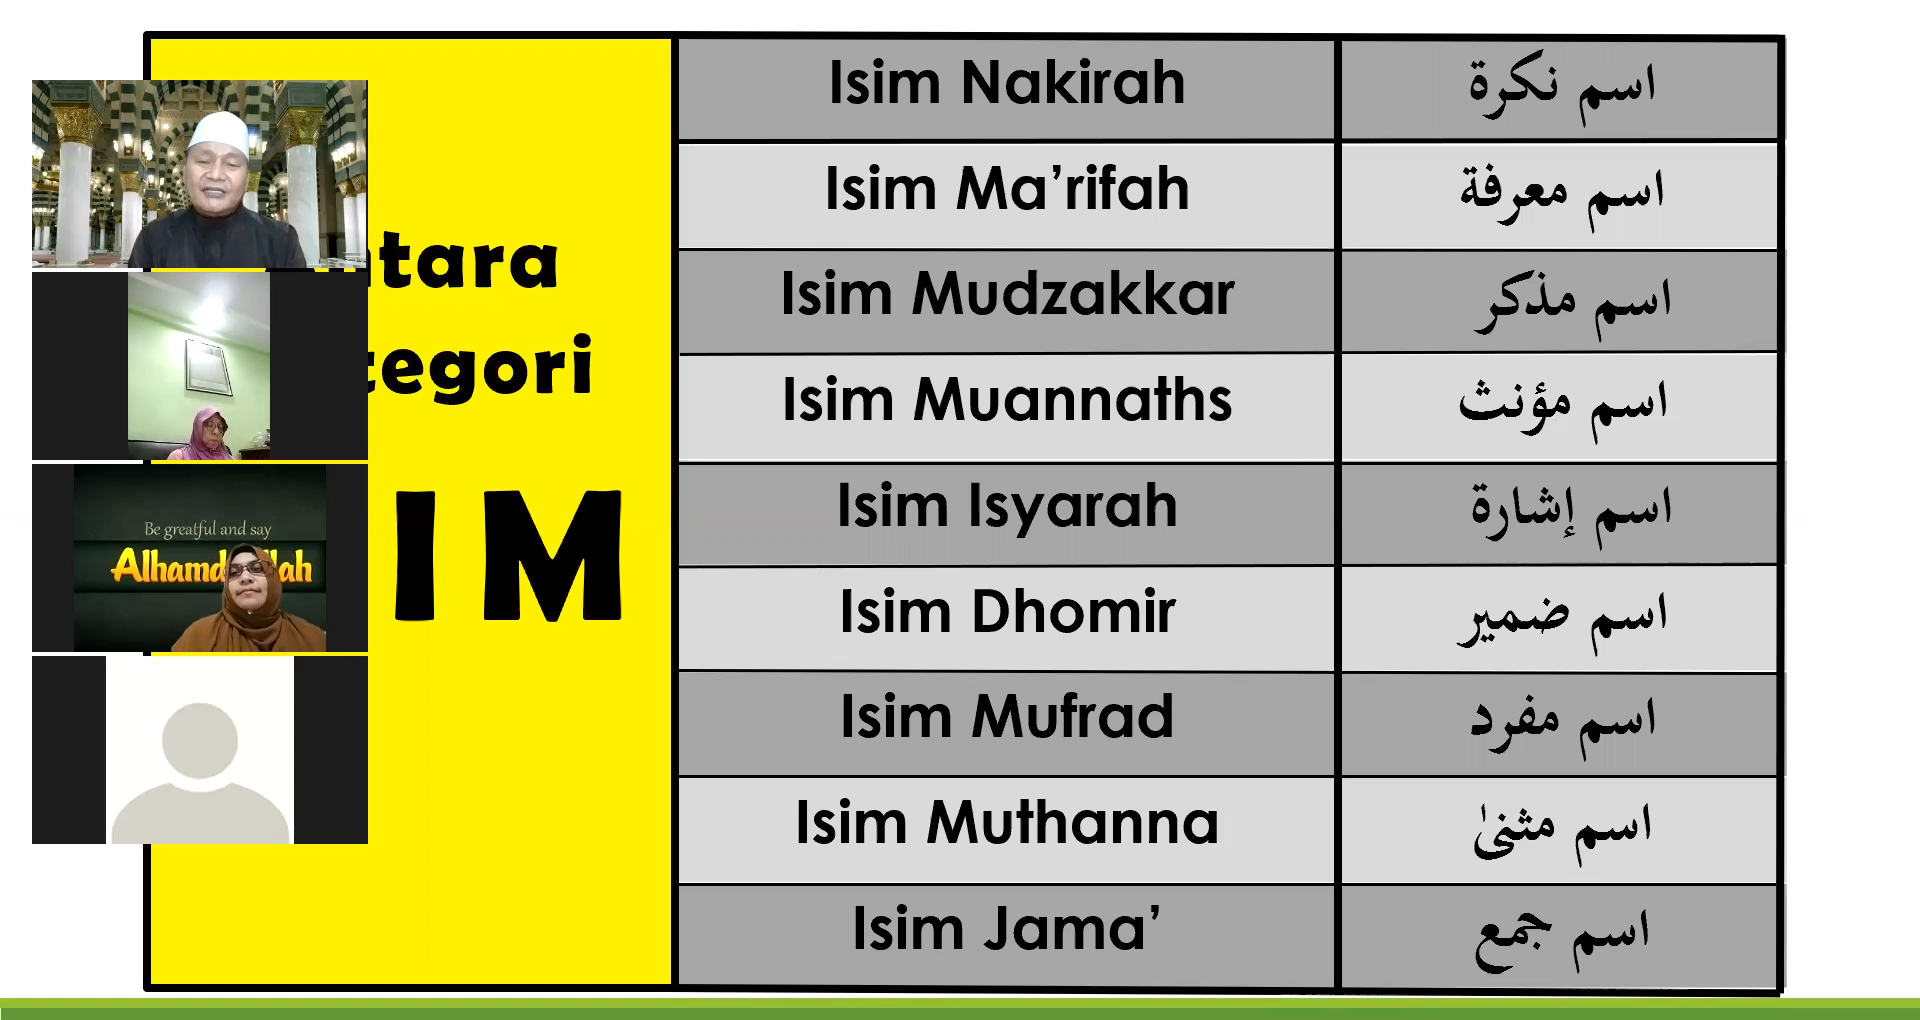 Be greatful and say
tara
tegori
IM
Isim Nakirah اسم نكرة
Isim Ma’rifah اسم معرفة
Isim Mudzakkar اسم مذكر
Isim Muannaths اسم مؤنث
Isim Isyarah اسم إشارة
Isim Dhomir اسم ضمير
Isim Mufrad اسم مفرد
Isim Muthanna اسم مثنىٰ
Isim Jama’ اسم جمع